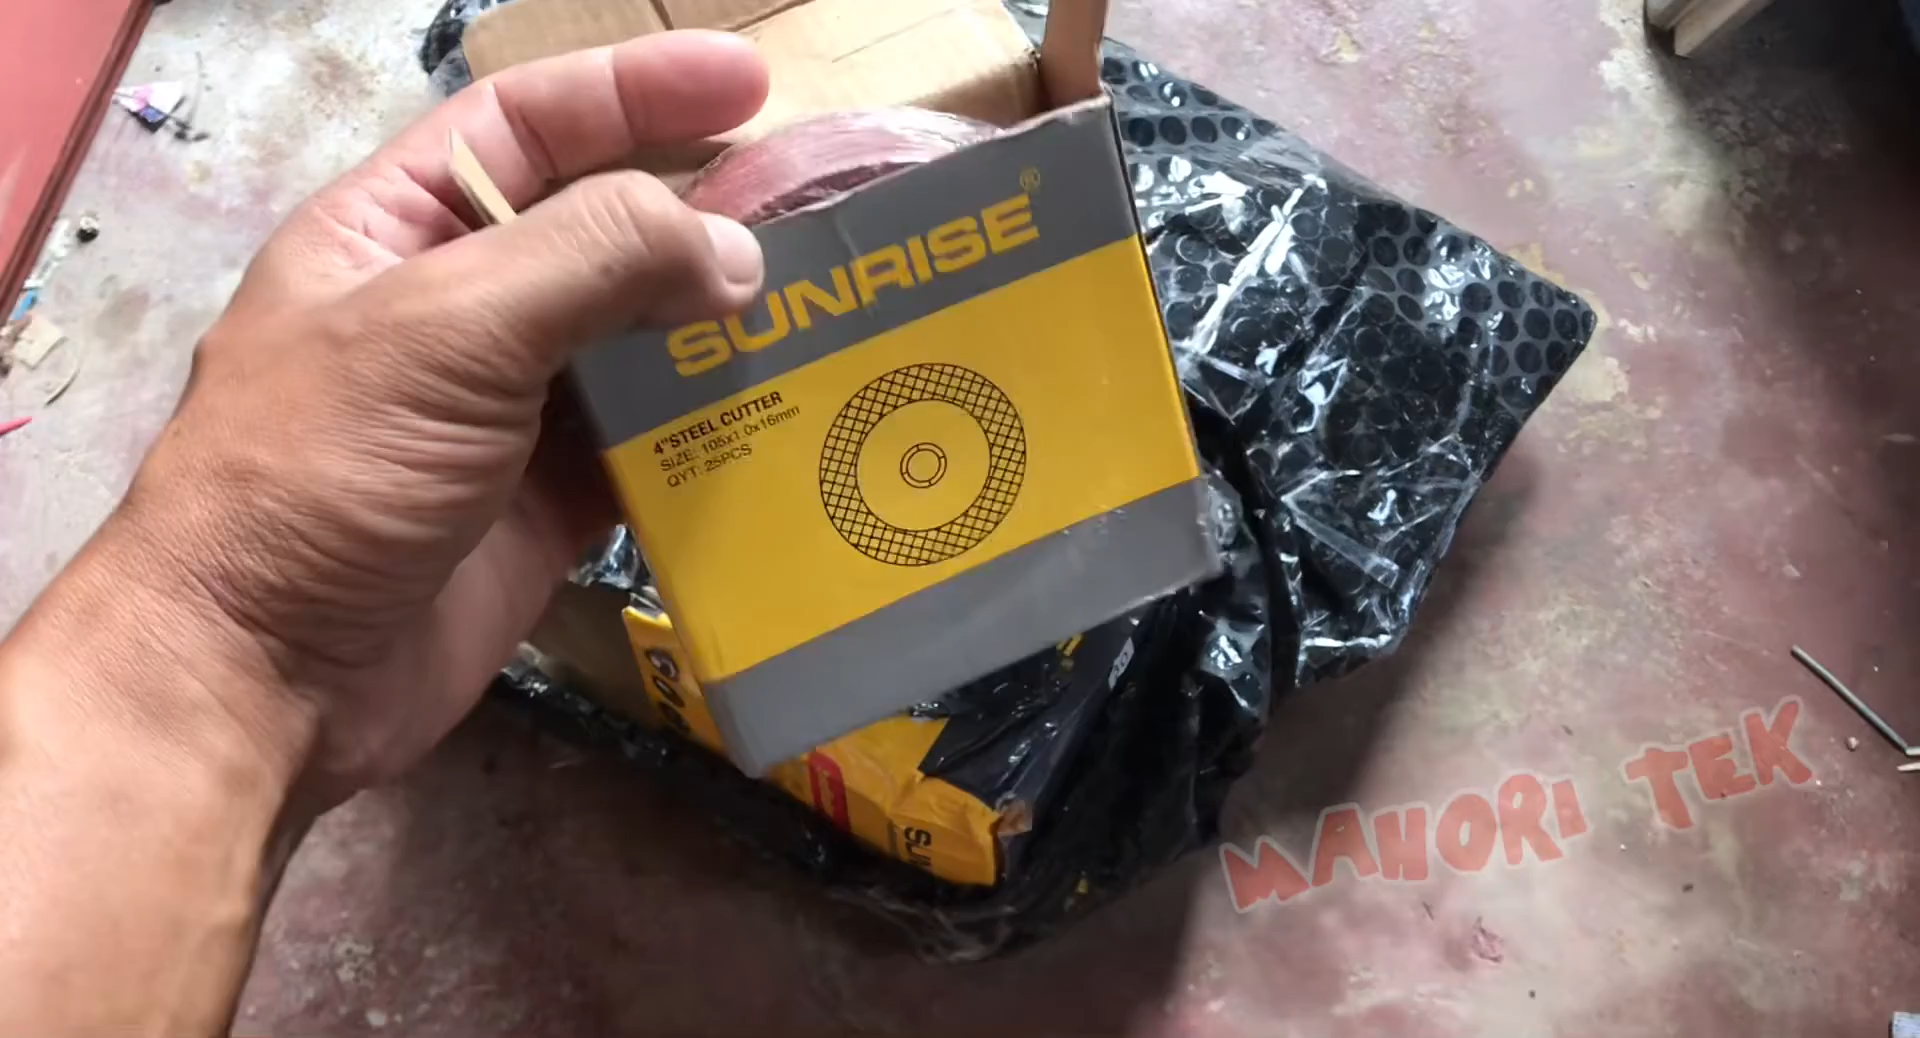 SUNRISE®
4"STEEL CUTTER
SIZE: 105x1.0x16mm
QYT: 25PCS
MAHORI TEK